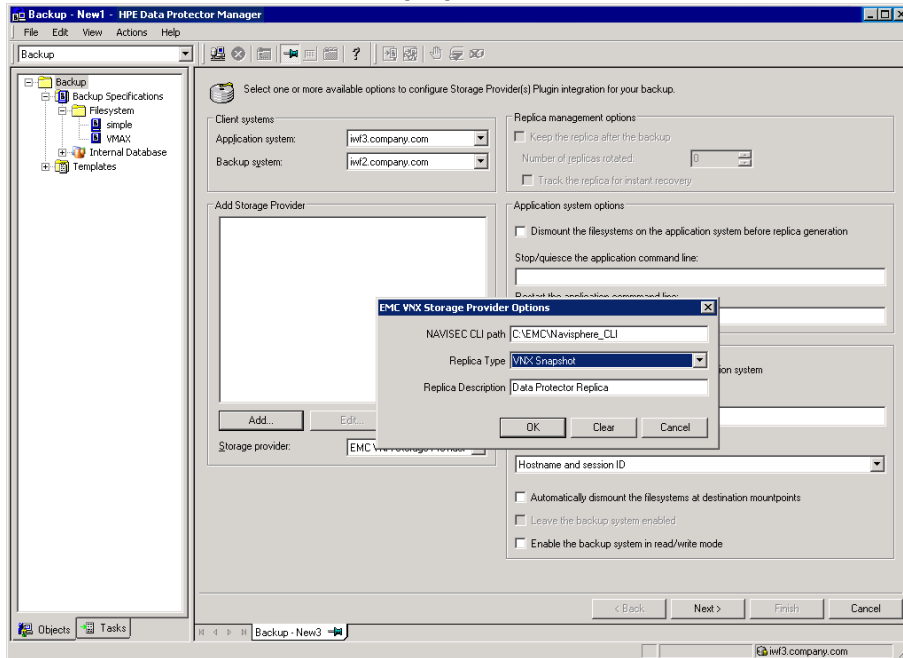 Backup - New1 - HPE Data Protector Manager
File Edit View Actions Help
Backup
Backup
Backup Specifications
Filesystem
simple
VMAX
Internal Database
Templates
Select one or more available options to configure Storage Provider(s) Plugin integration for your backup.
Client systems
Application system: iwf3.company.com
Backup system: iwf2.company.com
Replica management options
Keep the replica after the backup
Number of replicas rotated: 0
Track the replica for instant recovery
Add Storage Provider
Application system options
Dismount the filesystems on the application system before replica generation
Stop/quiesce the application command line:
EMC VNX Storage Provider Options
NAVISEC CLI path C:\EMC\Navisphere_CLI
Replica Type VNX Snapshot
Replica Description Data Protector Replica
OK Clear Cancel
ion system
Add... Edit...
Storage provider: EMC
Hostname and session ID
Automatically dismount the filesystems at destination mountpoints
Leave the backup system enabled
Enable the backup system in read/write mode
< Back Next > Finish Cancel
Objects Tasks
Backup - New3
iwf3.company.com